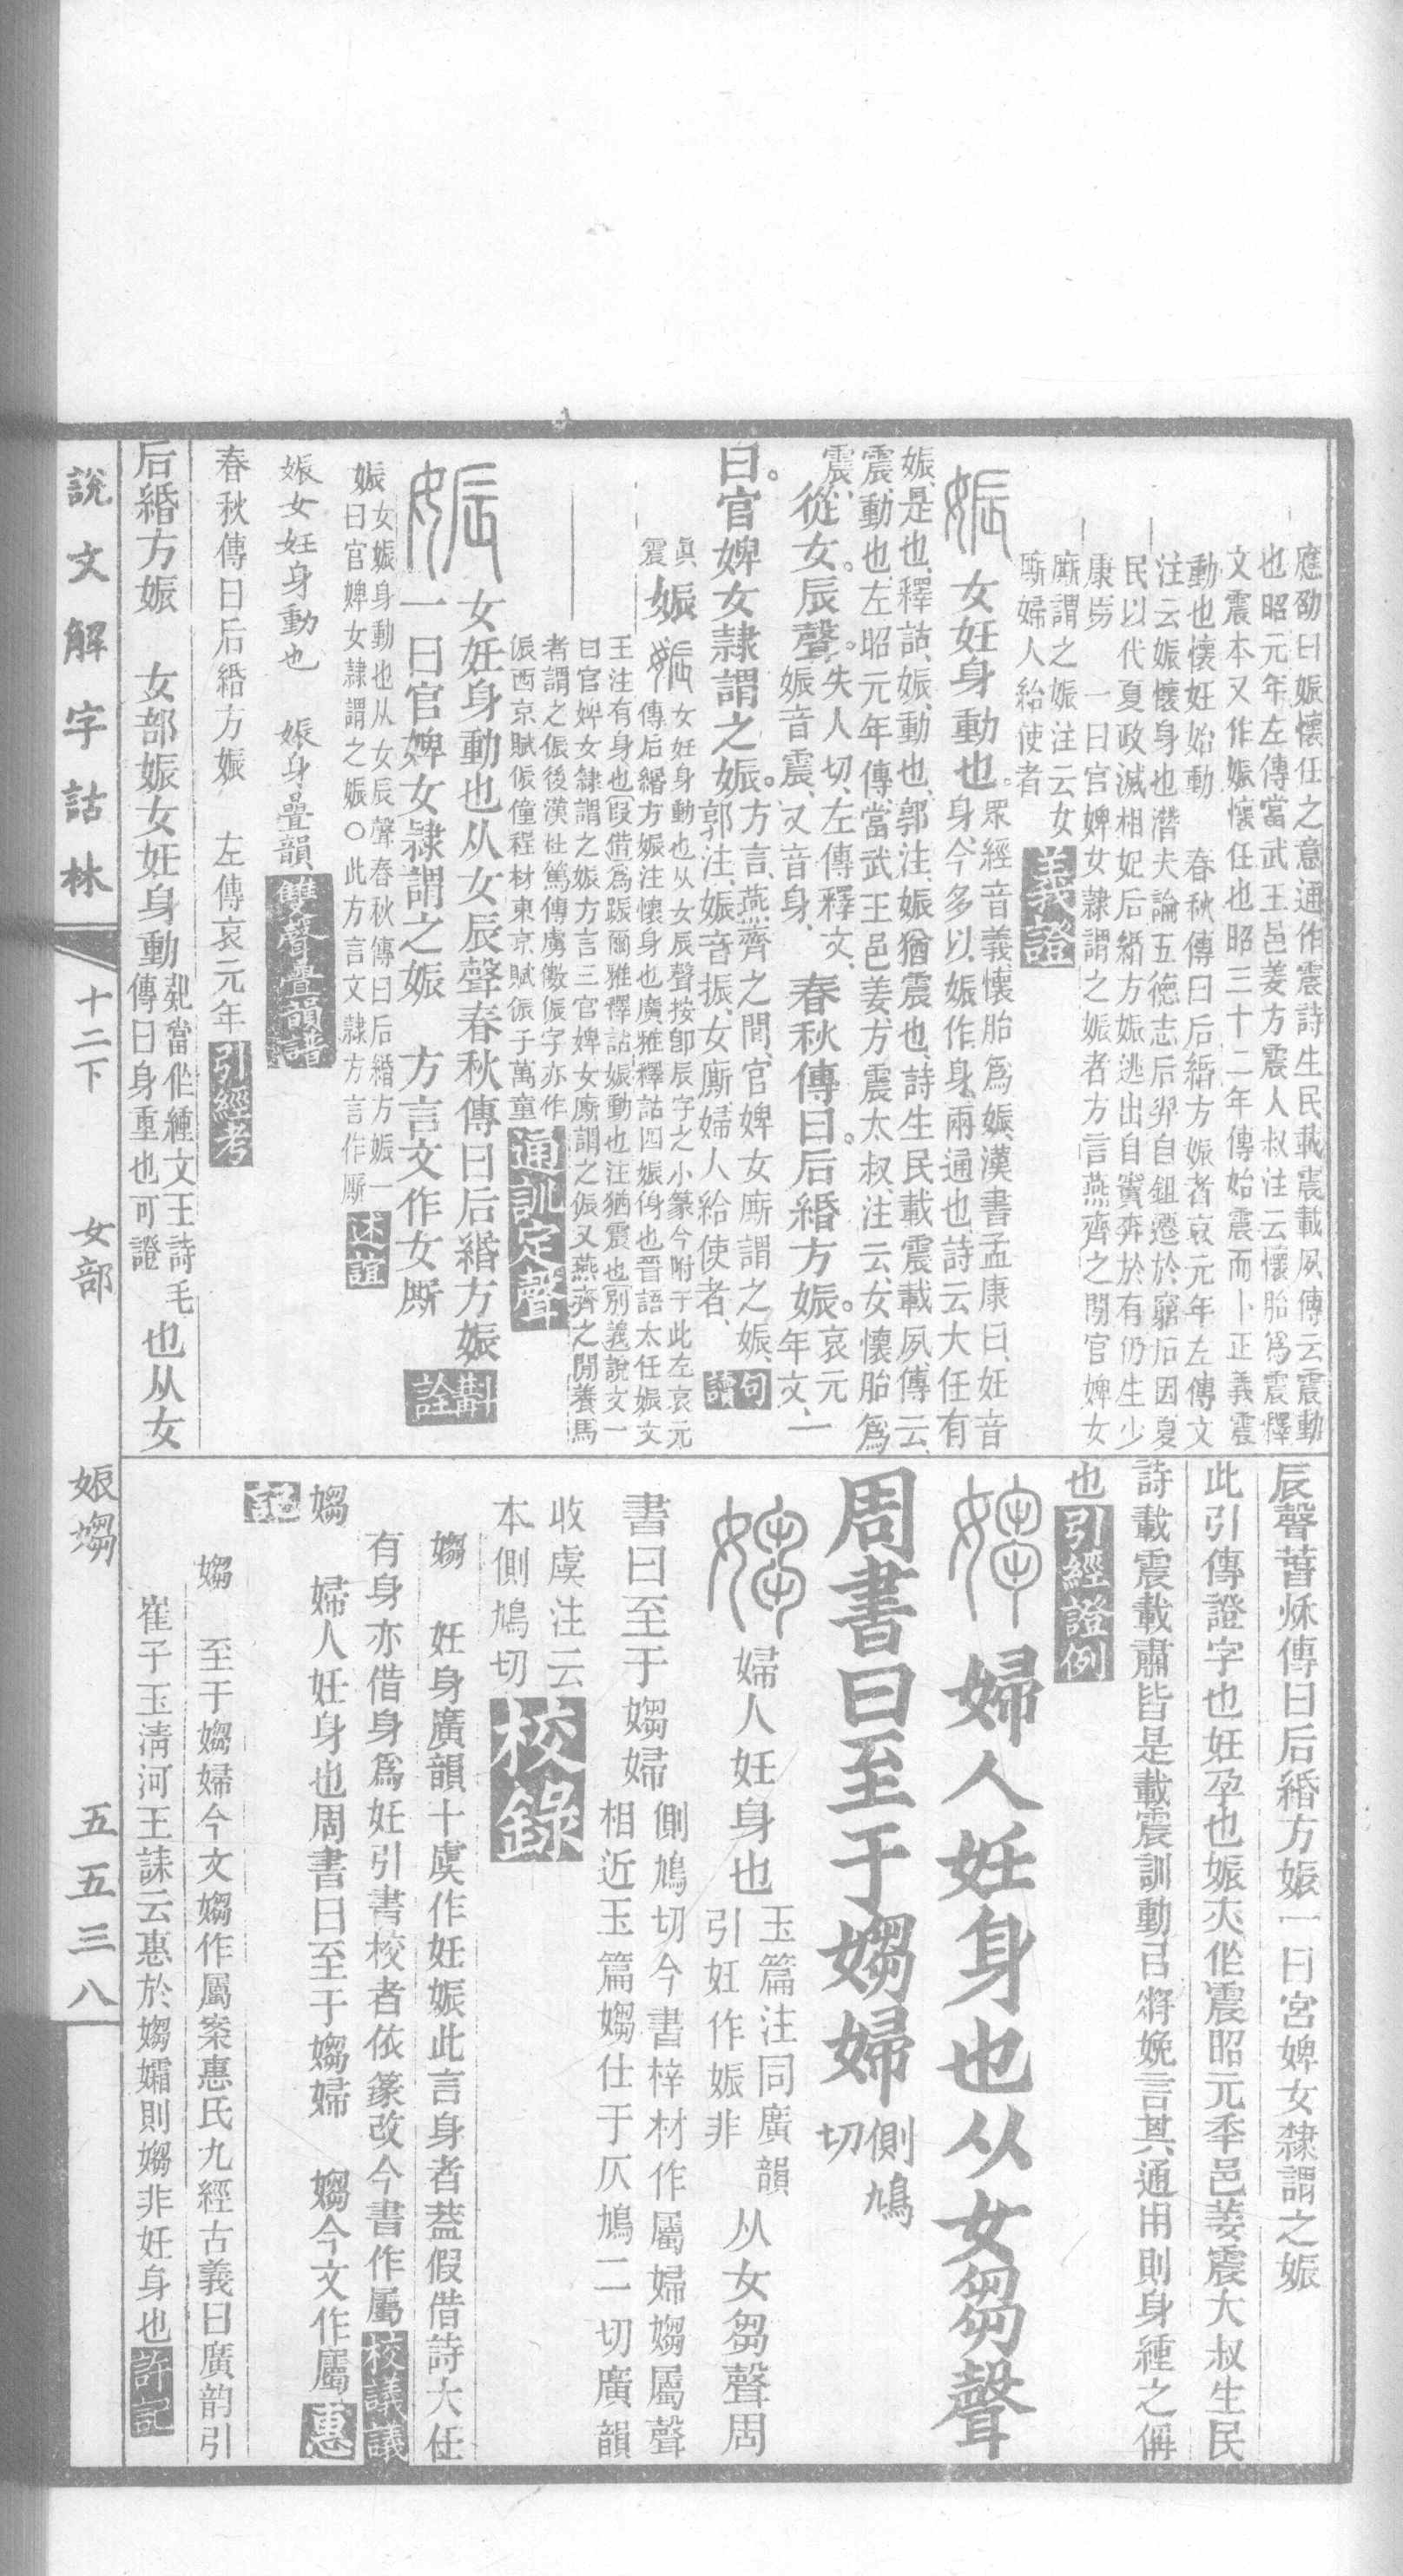 應劭曰娠懷任之意通作震詩生民載震載夙傳云震動
也昭元年左傳當武王邑姜方震人叔注云懷胎爲震釋
文震本又作娠懷任也昭三十二年傳始震而卜正義震
動也懷妊始動　春秋傳曰后緡方娠者哀元年左傳文
注云娠懷身也潛夫論五德志后羿自鉏遷於窮石因夏
民以代夏政滅相妃后緡方娠逃出自竇奔於有仍生少
康焉　一曰官婢女隸謂之娠者方言燕齊之閒官婢女
廝謂之娠注云女
廝婦人給使者
義證
女妊身動也。
眾經音義懷胎爲娠、漢書孟康曰、妊音
身、今多以娠作身、兩通也、詩云大任有
娠、是也、釋詁、娠、動也、郭注、娠猶震也、詩生民載震載夙、傳云、
震動也、左昭元年傳、當武王邑姜、方震太叔、注云、女懷胎爲
震、
從女。辰聲。
失人切、左傳釋文、
娠音震、又音身、
春秋傳曰。后緡方娠。
哀元
年文、
一
曰。官婢女隸謂之娠。
方言、燕齊之閒、官婢女廝謂之娠、
郭注、娠音振、女廝、婦人給使者、
句讀
眞
震
娠
女妊身動也从女辰聲按卽辰字之小篆今附于此左哀元
傳后緡方娠注懷身也廣雅釋詁四娠侟也晉語太任娠文
王注有身也叚借爲踬爾雅釋詁娠動也注猶震也別義說文一
曰官婢女隸謂之娠方言三官婢女廝謂之侲又燕齊之閒養馬
者謂之侲後漢杜篤傳虜儌侲字亦作
侲西京賦侲僮程材東京賦侲子萬童
通訓定聲
女妊身動也从女辰聲春秋傳曰后緡方娠
一曰官婢女隸謂之娠　方言文作女廝
斠詮
娠
女娠身動也从女辰聲春秋傳曰后緡方娠一
曰官婢女隸謂之娠〇此方言文隸方言作廝
述誼
娠女妊身動也　娠身疊韻
雙聲疊韻譜
春秋傳曰后緡方娠　左傳哀元年
引經考
后緡方娠　女部娠女妊身動
㲋當作緟文王詩毛
傳曰身重也可證
也从女
辰聲萅秌傳曰后緡方娠一曰宮婢女隸謂之娠
此引傳證字也妊孕也娠夾作震昭元秊邑姜震大叔生民
詩載震載肅皆是載震訓動已將娩言其通用則身緟之偁
也
引經證例
婦人妊身也从女芻聲
周書曰至于媰婦
側鳩
切
婦人妊身也
玉篇注同廣韻
引妊作娠非
从女芻聲周
書曰至于媰婦
側鳩切今書梓材作屬婦媰屬聲
相近玉篇媰仕于仄鳩二切廣韻
收虞注云
本側鳩切
校錄
媰　妊身廣韻十虞作妊娠此言身者葢假借詩大任
有身亦借身爲妊引書校者依篆改今書作屬
校議議
媰　婦人妊身也周書曰至于媰婦　媰今文作屬
惠記
媰　至于媰婦今文媰作屬案惠氏九經古義曰廣韵引
崔子玉淸河王誄云惠於媰孀則媰非妊身也
許記
說文解字詁林
十二下　女部
娠媰
五五三八